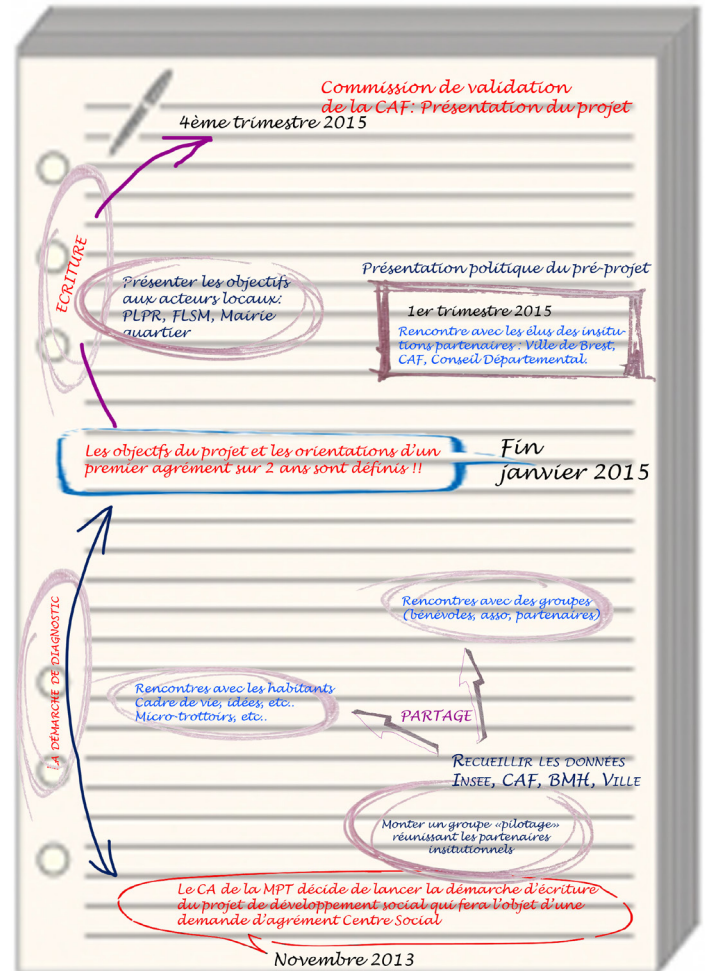 Commission de validation
de la CAF: Présentation du projet
4ème trimestre 2015
ECRITURE
Présenter les objectifs
aux acteurs locaux:
PLPR, FLSM, Mairie
quartier
Présentation politique du pré-projet
1er trimestre 2015
Rencontre avec les élus des insitu-
tions partenaires : Ville de Brest,
CAF, Conseil Départemental.
Les objectfs du projet et les orientations d'un
premier agrément sur 2 ans sont définis !!
Fin
janvier 2015
LA DÉMARCHE DE DIAGNOSTIC
Rencontres avec des groupes
(bénévoles, asso, partenaires)
Rencontres avec les habitants
Cadre de vie, idées, etc..
Micro-trottoirs, etc..
PARTAGE
RECUEILLIR LES DONNÉES
INSEE, CAF, BMH, VILLE
Monter un groupe «pilotage»
réunissant les partenaires
insitutionnels
Le CA de la MPT décide de lancer la démarche d'écriture
du projet de développement social qui fera l'objet d'une
demande d'agrément Centre Social
Novembre 2013